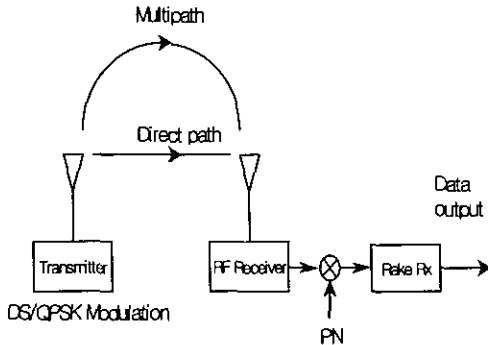 Multipath
Direct path
Data
output
Transmitter
RF Receiver
Rake Rx
DS/QPSK Modulation
PN